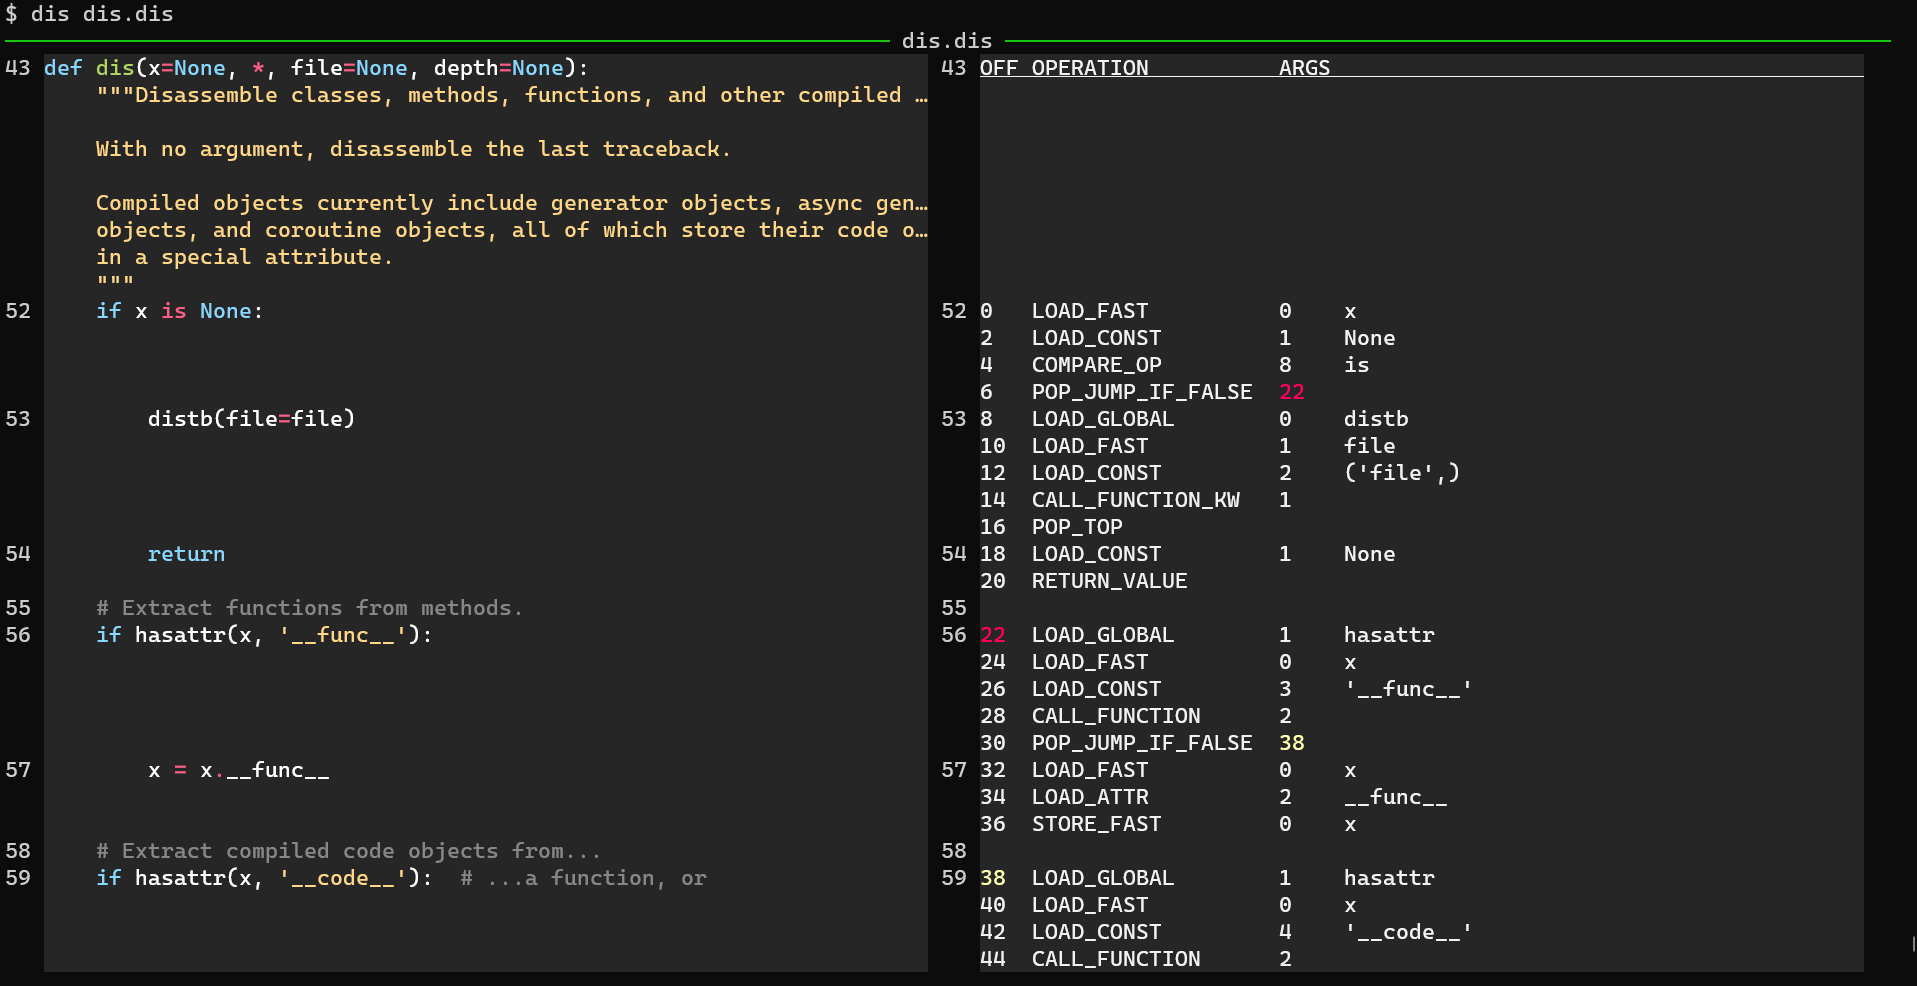 $ dis dis.dis
dis.dis
43 def dis(x=None, *, file=None, depth=None):
"""Disassemble classes, methods, functions, and other compiled …
With no argument, disassemble the last traceback.
Compiled objects currently include generator objects, async gen…
objects, and coroutine objects, all of which store their code o…
in a special attribute.
"""
52 if x is None:
53 distb(file=file)
54 return
55 # Extract functions from methods.
56 if hasattr(x, '__func__'):
57 x = x.__func__
58 # Extract compiled code objects from...
59 if hasattr(x, '__code__'):  # ...a function, or
43 OFF OPERATION ARGS
52 0 LOAD_FAST 0 x
2 LOAD_CONST 1 None
4 COMPARE_OP 8 is
6 POP_JUMP_IF_FALSE 22
53 8 LOAD_GLOBAL 0 distb
10 LOAD_FAST 1 file
12 LOAD_CONST 2 ('file',)
14 CALL_FUNCTION_KW 1
16 POP_TOP
54 18 LOAD_CONST 1 None
20 RETURN_VALUE
55
56 22 LOAD_GLOBAL 1 hasattr
24 LOAD_FAST 0 x
26 LOAD_CONST 3 '__func__'
28 CALL_FUNCTION 2
30 POP_JUMP_IF_FALSE 38
57 32 LOAD_FAST 0 x
34 LOAD_ATTR 2 __func__
36 STORE_FAST 0 x
58
59 38 LOAD_GLOBAL 1 hasattr
40 LOAD_FAST 0 x
42 LOAD_CONST 4 '__code__'
44 CALL_FUNCTION 2